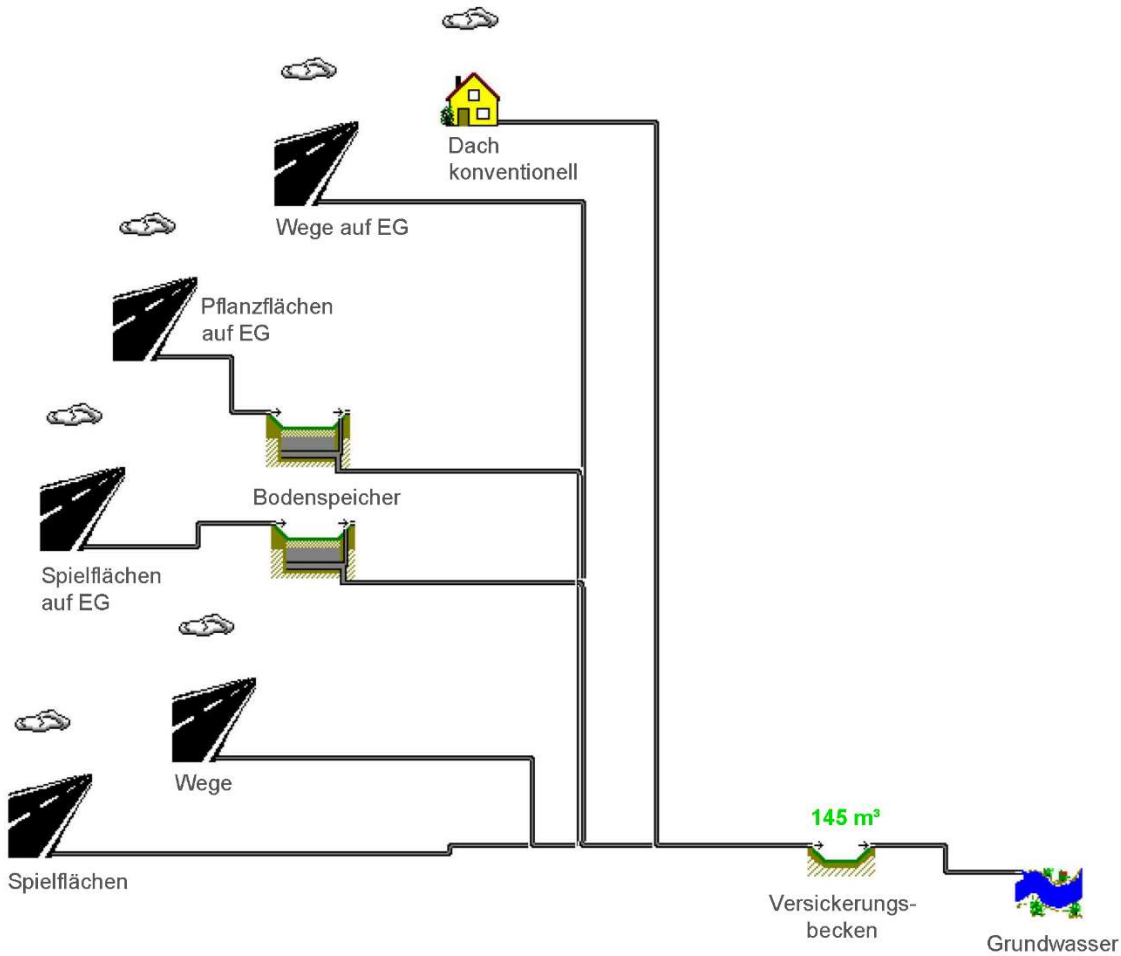 Dach
konventionell
Wege auf EG
Pflanzflächen
auf EG
Bodenspeicher
Spielflächen
auf EG
Wege
145 m³
Spielflächen
Versickerungs-
becken
Grundwasser